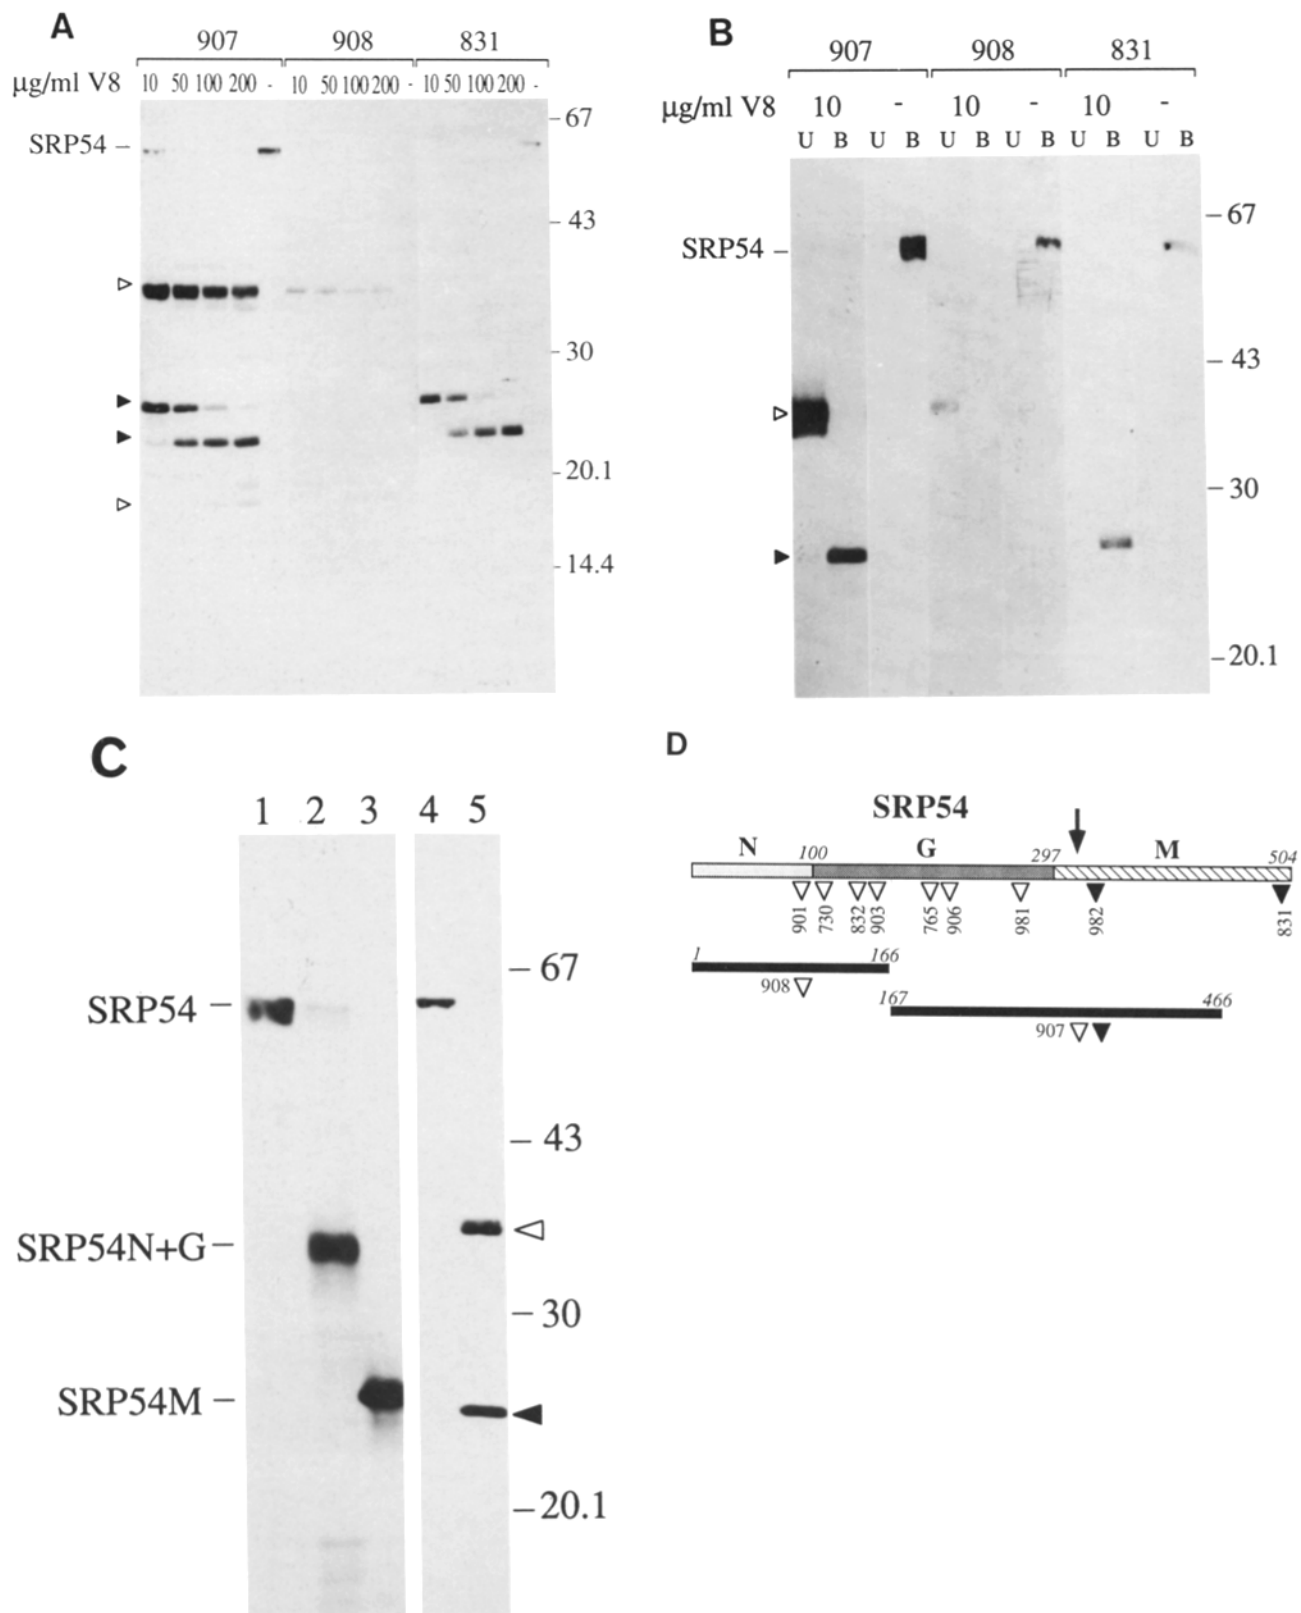 A
907 908 831
µg/ml V8 10 50 100 200 - 10 50 100 200 - 10 50 100 200 -
SRP54 –
– 67
– 43
– 30
– 20.1
– 14.4
B
907 908 831
µg/ml V8 10 - 10 - 10 -
U B U B U B U B U B U B
SRP54 –
– 67
– 43
– 30
– 20.1
C
1 2 3 4 5
SRP54 –
SRP54N+G –
SRP54M –
– 67
– 43
– 30
– 20.1
D
SRP54
N 100 G 297 M 504
901 730 832 903 765 906 981 982 831
1 166
908
167 466
907